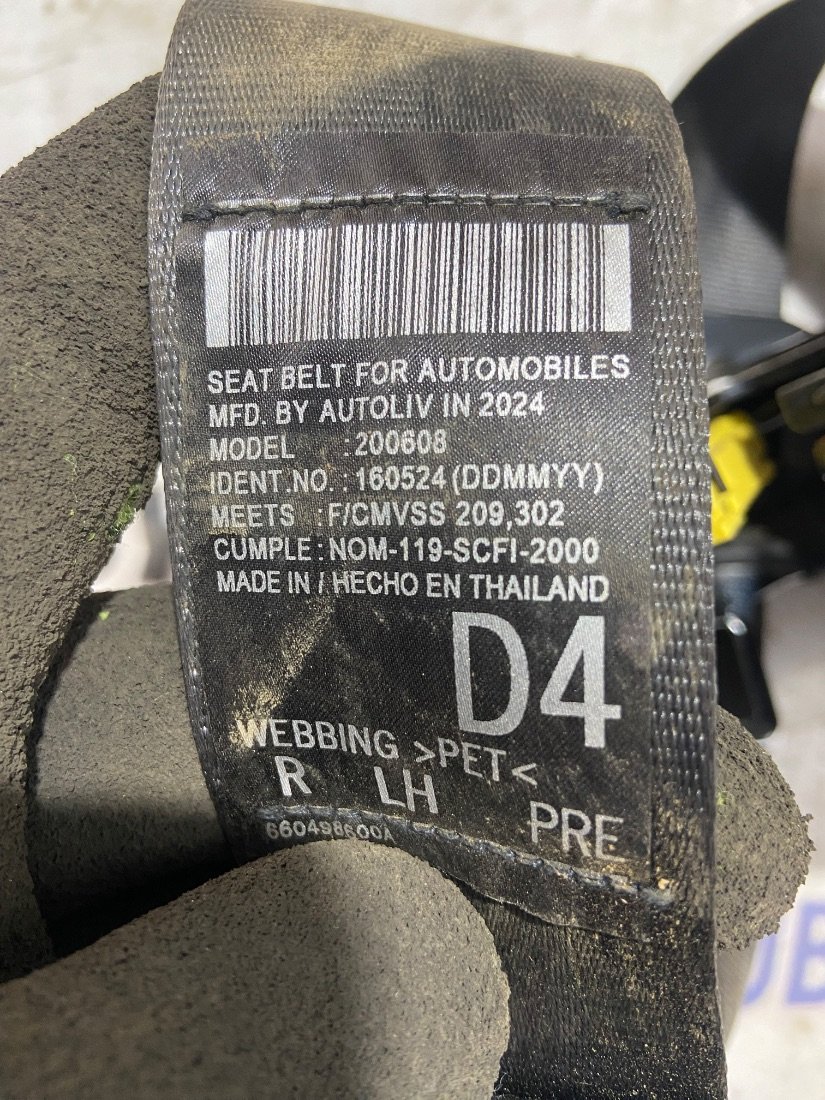 SEAT BELT FOR AUTOMOBILES
MFD. BY AUTOLIV IN 2024
MODEL : 200608
IDENT.NO. : 160524 (DDMMYY)
MEETS : F/CMVSS 209,302
CUMPLE : NOM-119-SCFI-2000
MADE IN / HECHO EN THAILAND
D4
WEBBING >PET<
R LH PRE
660498600A